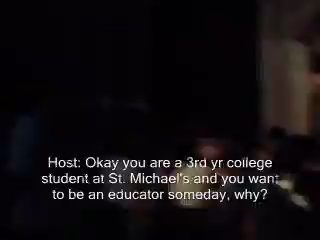 Host: Okay you are a 3rd yr college
student at St. Michael's and you want
to be an educator someday, why?